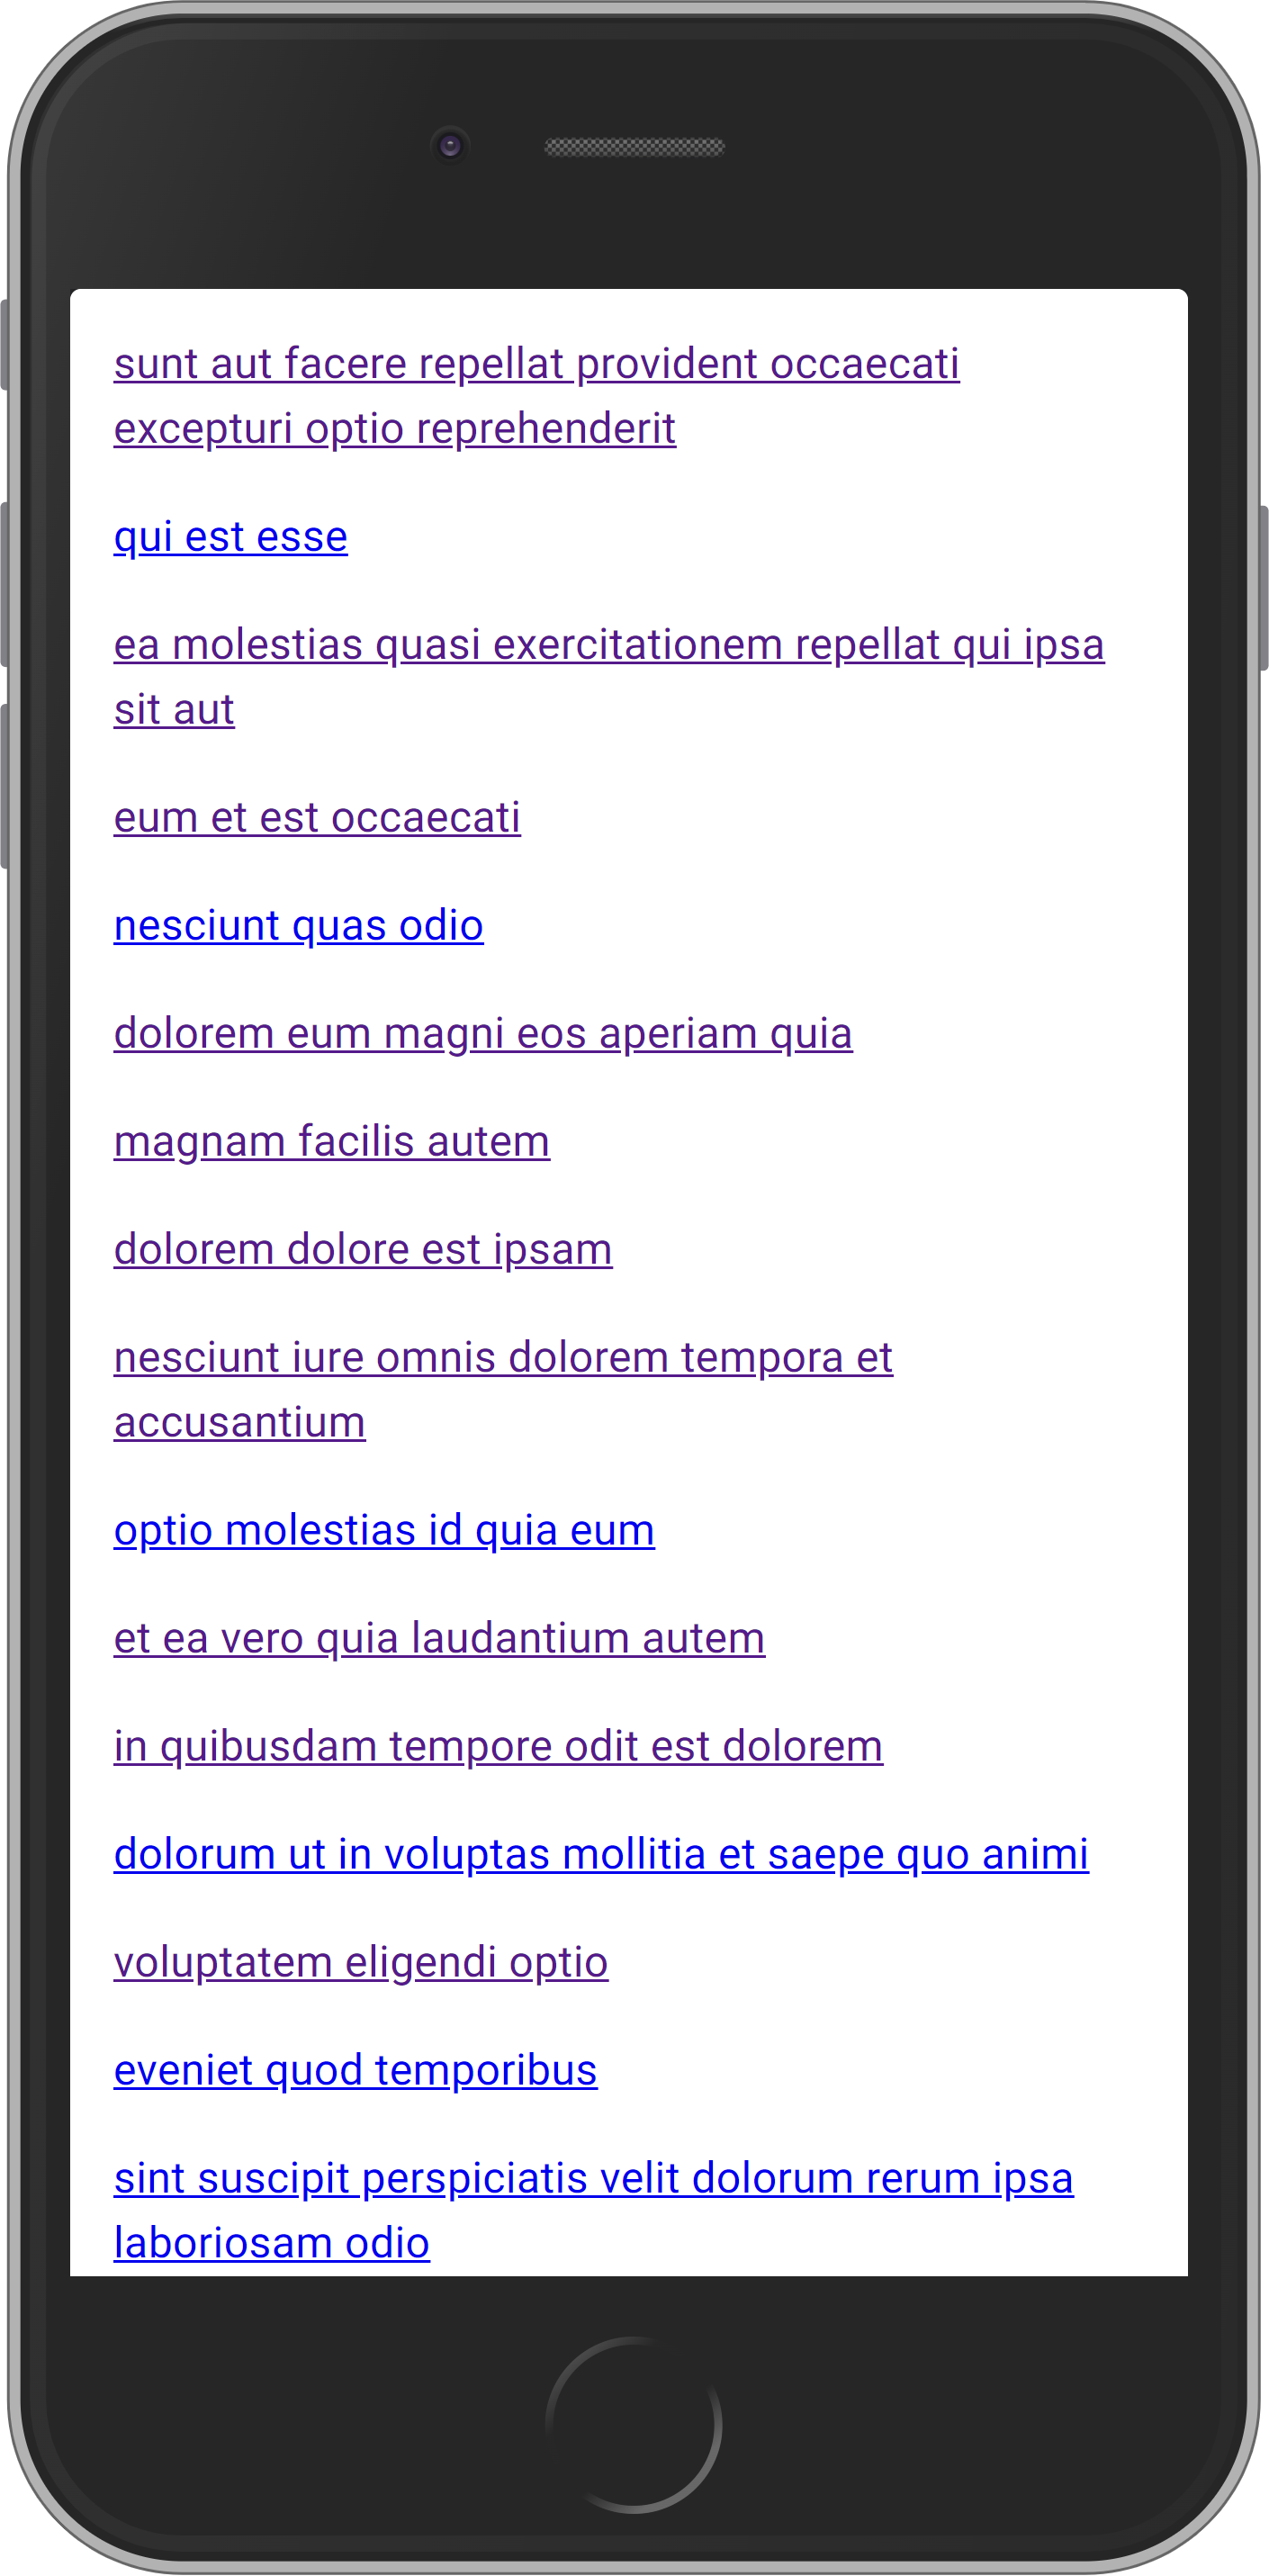 sunt aut facere repellat provident occaecati
excepturi optio reprehenderit
qui est esse
ea molestias quasi exercitationem repellat qui ipsa
sit aut
eum et est occaecati
nesciunt quas odio
dolorem eum magni eos aperiam quia
magnam facilis autem
dolorem dolore est ipsam
nesciunt iure omnis dolorem tempora et
accusantium
optio molestias id quia eum
et ea vero quia laudantium autem
in quibusdam tempore odit est dolorem
dolorum ut in voluptas mollitia et saepe quo animi
voluptatem eligendi optio
eveniet quod temporibus
sint suscipit perspiciatis velit dolorum rerum ipsa
laboriosam odio